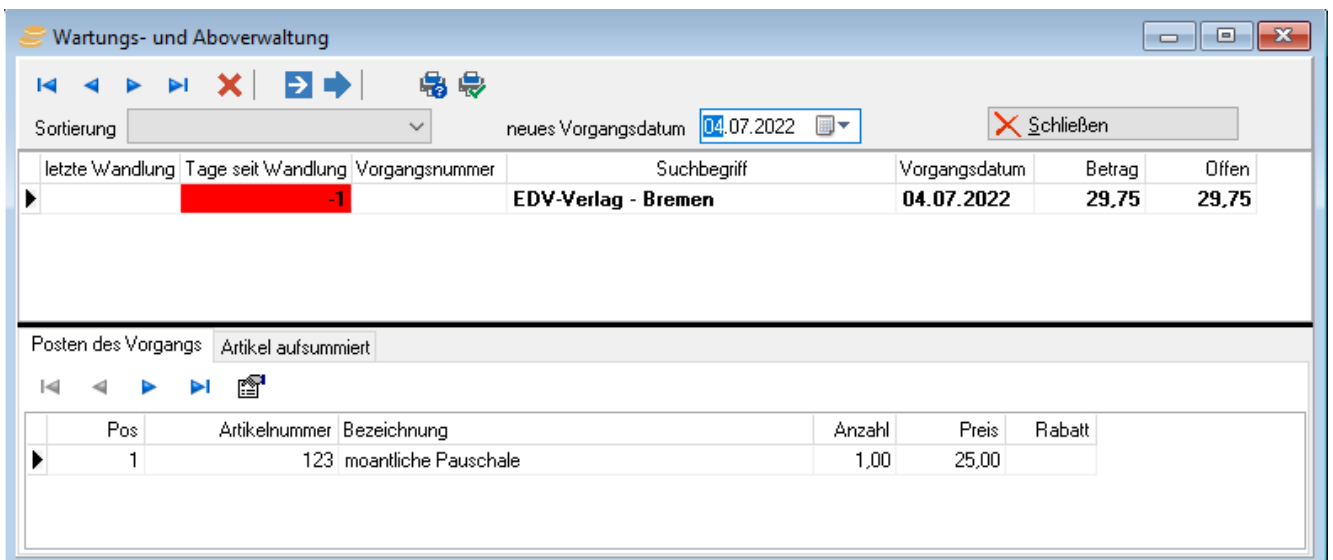 Wartungs- und Aboverwaltung
Sortierung neues Vorgangsdatum 04.07.2022 Schließen
letzte Wandlung Tage seit Wandlung Vorgangsnummer Suchbegriff Vorgangsdatum Betrag Offen
-1 EDV-Verlag - Bremen 04.07.2022 29,75 29,75
Posten des Vorgangs Artikel aufsummiert
Pos Artikelnummer Bezeichnung Anzahl Preis Rabatt
1 123 moantliche Pauschale 1,00 25,00